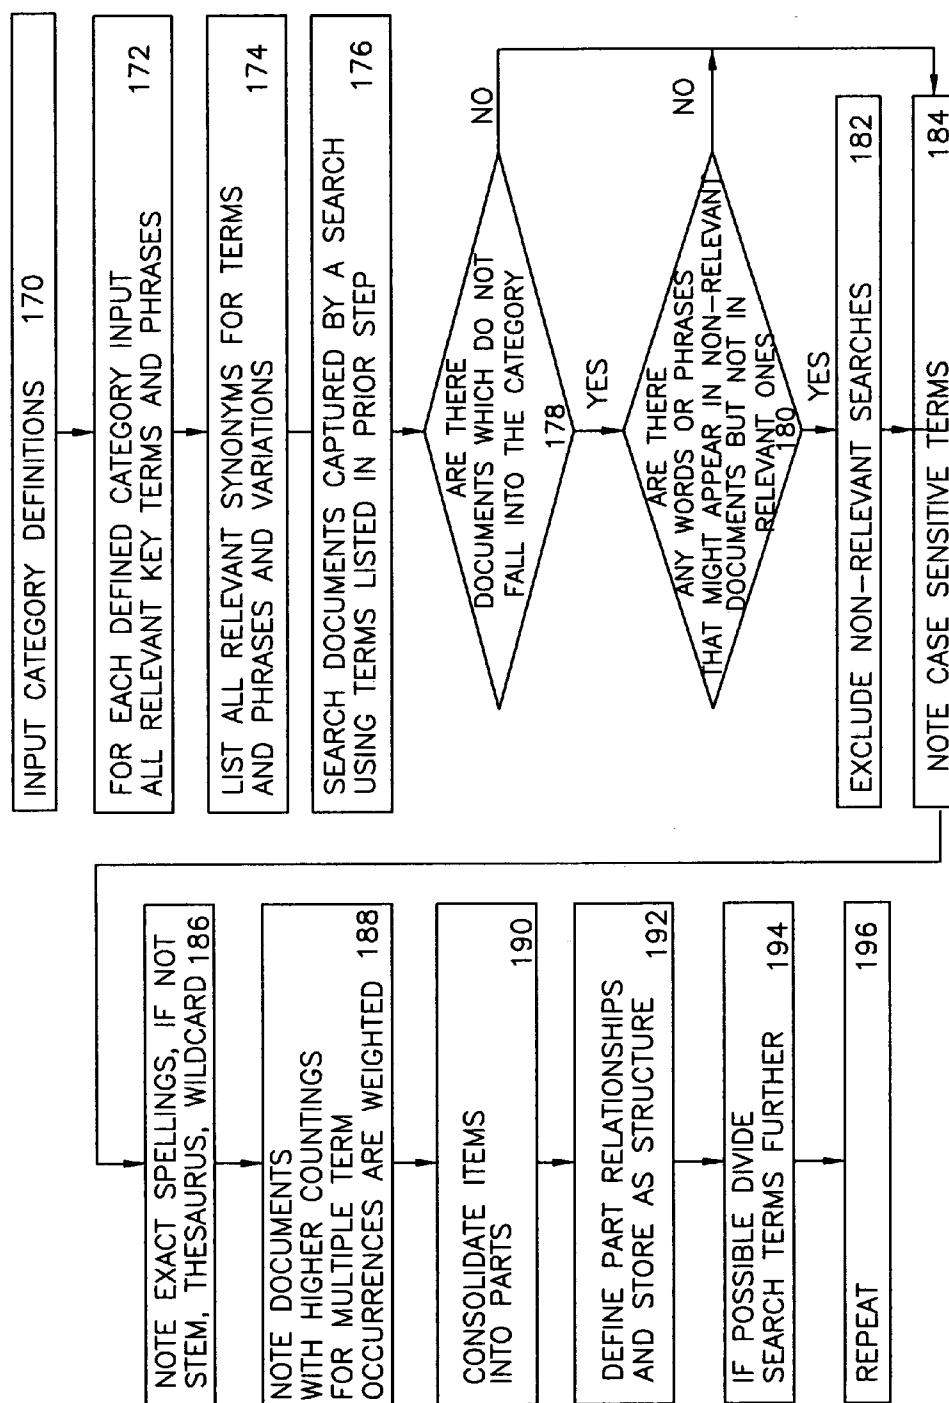 INPUT CATEGORY DEFINITIONS 170
FOR EACH DEFINED CATEGORY INPUT
ALL RELEVANT KEY TERMS AND PHRASES
172
LIST ALL RELEVANT SYNONYMS FOR TERMS
AND PHRASES AND VARIATIONS
174
SEARCH DOCUMENTS CAPTURED BY A SEARCH
USING TERMS LISTED IN PRIOR STEP
176
ARE THERE
DOCUMENTS WHICH DO NOT
FALL INTO THE CATEGORY
178
NO
YES
ARE THERE
ANY WORDS OR PHRASES
THAT MIGHT APPEAR IN NON-RELEVANT
DOCUMENTS BUT NOT IN
RELEVANT ONES
180
NO
YES
EXCLUDE NON-RELEVANT SEARCHES 182
NOTE CASE SENSITIVE TERMS 184
NOTE EXACT SPELLINGS, IF NOT
STEM, THESAURUS, WILDCARD 186
NOTE DOCUMENTS
WITH HIGHER COUNTINGS
FOR MULTIPLE TERM
OCCURRENCES ARE WEIGHTED 188
CONSOLIDATE ITEMS
INTO PARTS
190
DEFINE PART RELATIONSHIPS
AND STORE AS STRUCTURE 192
IF POSSIBLE DIVIDE
SEARCH TERMS FURTHER 194
REPEAT 196